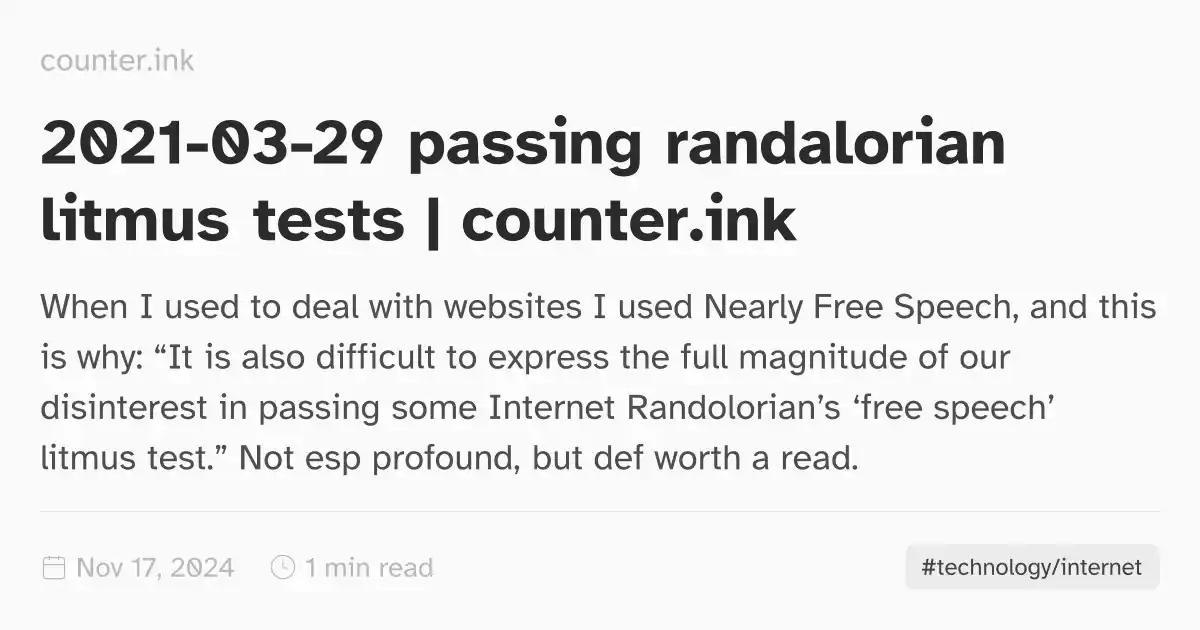 counter.ink
2021-03-29 passing randalorian
litmus tests | counter.ink
When I used to deal with websites I used Nearly Free Speech, and this
is why: “It is also difficult to express the full magnitude of our
disinterest in passing some Internet Randolorian’s ‘free speech’
litmus test.” Not esp profound, but def worth a read.
Nov 17, 2024 1 min read #technology/internet